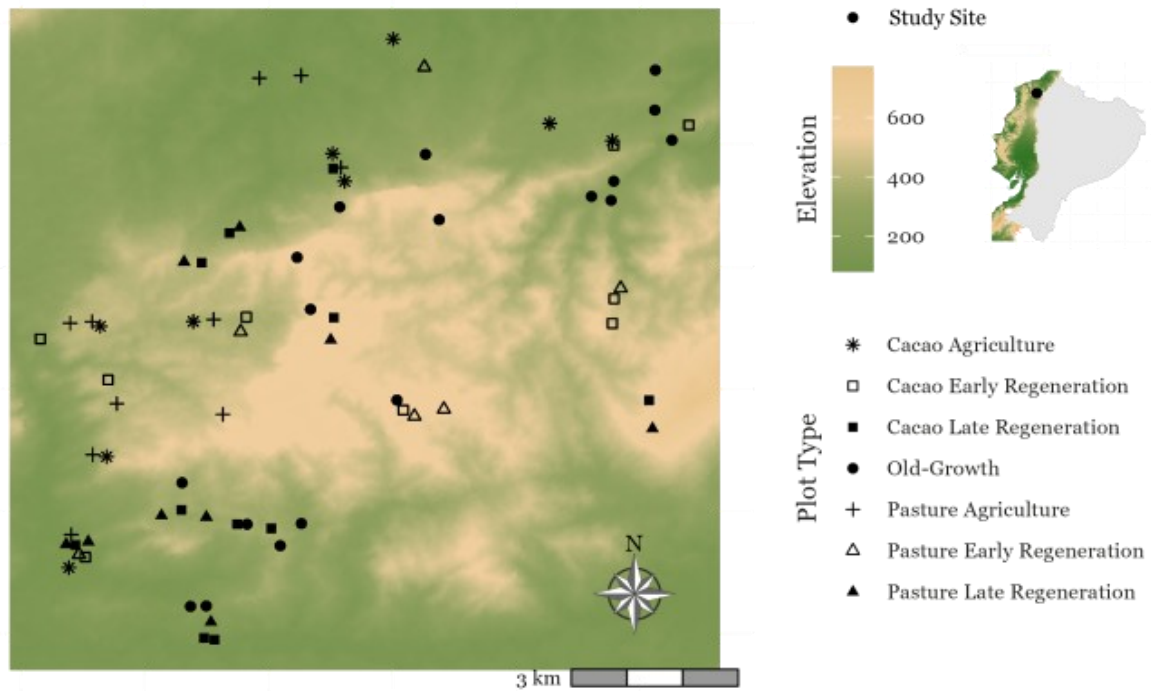 Study Site
Elevation
600
400
200
Plot Type
Cacao Agriculture
Cacao Early Regeneration
Cacao Late Regeneration
Old-Growth
Pasture Agriculture
Pasture Early Regeneration
Pasture Late Regeneration
N
3 km